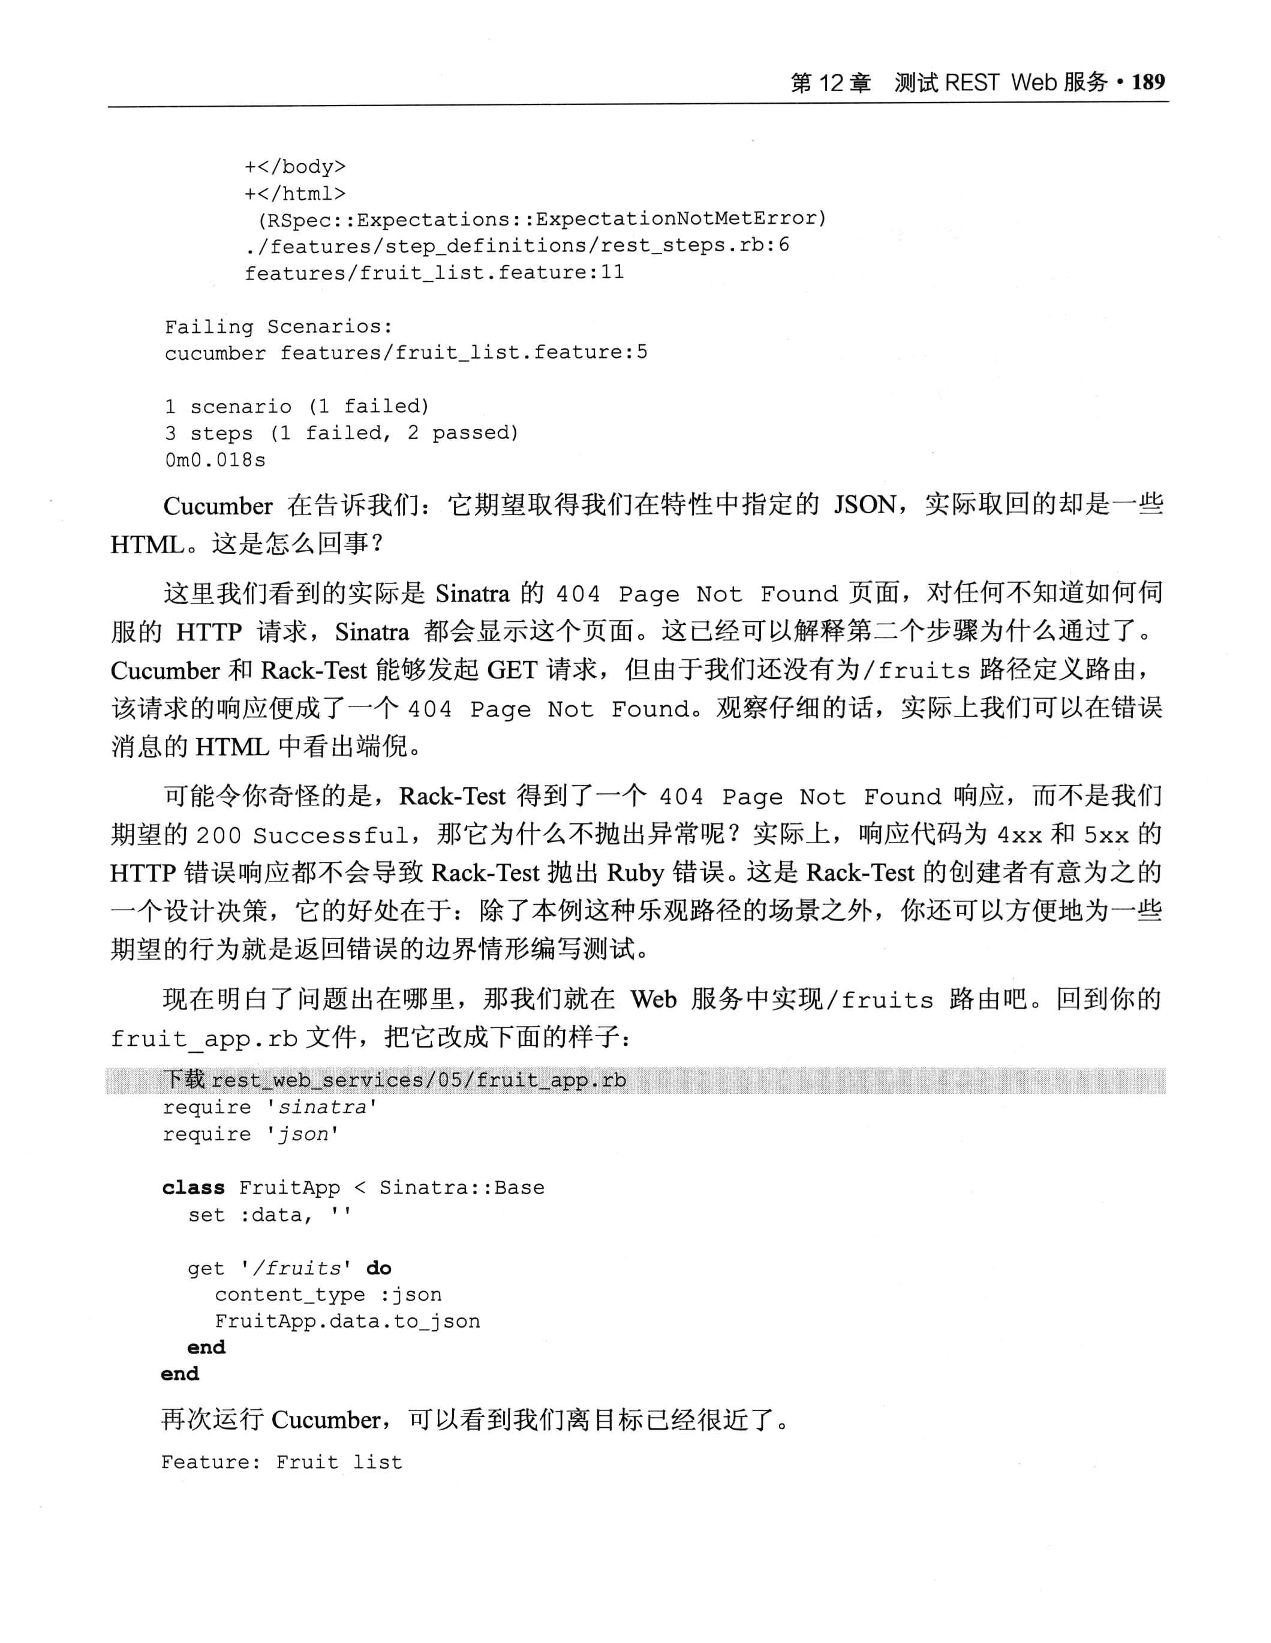 第 12 章 测试 REST Web 服务 • 189
+</body>
+</html>
(RSpec::Expectations::ExpectationNotMetError)
./features/step_definitions/rest_steps.rb:6
features/fruit_list.feature:11
Failing Scenarios:
cucumber features/fruit_list.feature:5
1 scenario (1 failed)
3 steps (1 failed, 2 passed)
0m0.018s
Cucumber 在告诉我们：它期望取得我们在特性中指定的 JSON，实际取回的却是一些
HTML。这是怎么回事？
这里我们看到的实际是 Sinatra 的 404 Page Not Found 页面，对任何不知道如何伺
服的 HTTP 请求，Sinatra 都会显示这个页面。这已经可以解释第二个步骤为什么通过了。
Cucumber 和 Rack-Test 能够发起 GET 请求，但由于我们还没有为/fruits 路径定义路由，
该请求的响应便成了一个 404 Page Not Found。观察仔细的话，实际上我们可以在错误
消息的 HTML 中看出端倪。
可能令你奇怪的是，Rack-Test 得到了一个 404 Page Not Found 响应，而不是我们
期望的 200 Successful，那它为什么不抛出异常呢？实际上，响应代码为 4xx 和 5xx 的
HTTP 错误响应都不会导致 Rack-Test 抛出 Ruby 错误。这是 Rack-Test 的创建者有意为之的
一个设计决策，它的好处在于：除了本例这种乐观路径的场景之外，你还可以方便地为一些
期望的行为就是返回错误的边界情形编写测试。
现在明白了问题出在哪里，那我们就在 Web 服务中实现/fruits 路由吧。回到你的
fruit_app.rb 文件，把它改成下面的样子：
下载 rest_web_services/05/fruit_app.rb
require 'sinatra'
require 'json'
class FruitApp < Sinatra::Base
set :data, ''
get '/fruits' do
content_type :json
FruitApp.data.to_json
end
end
再次运行 Cucumber，可以看到我们离目标已经很近了。
Feature: Fruit list